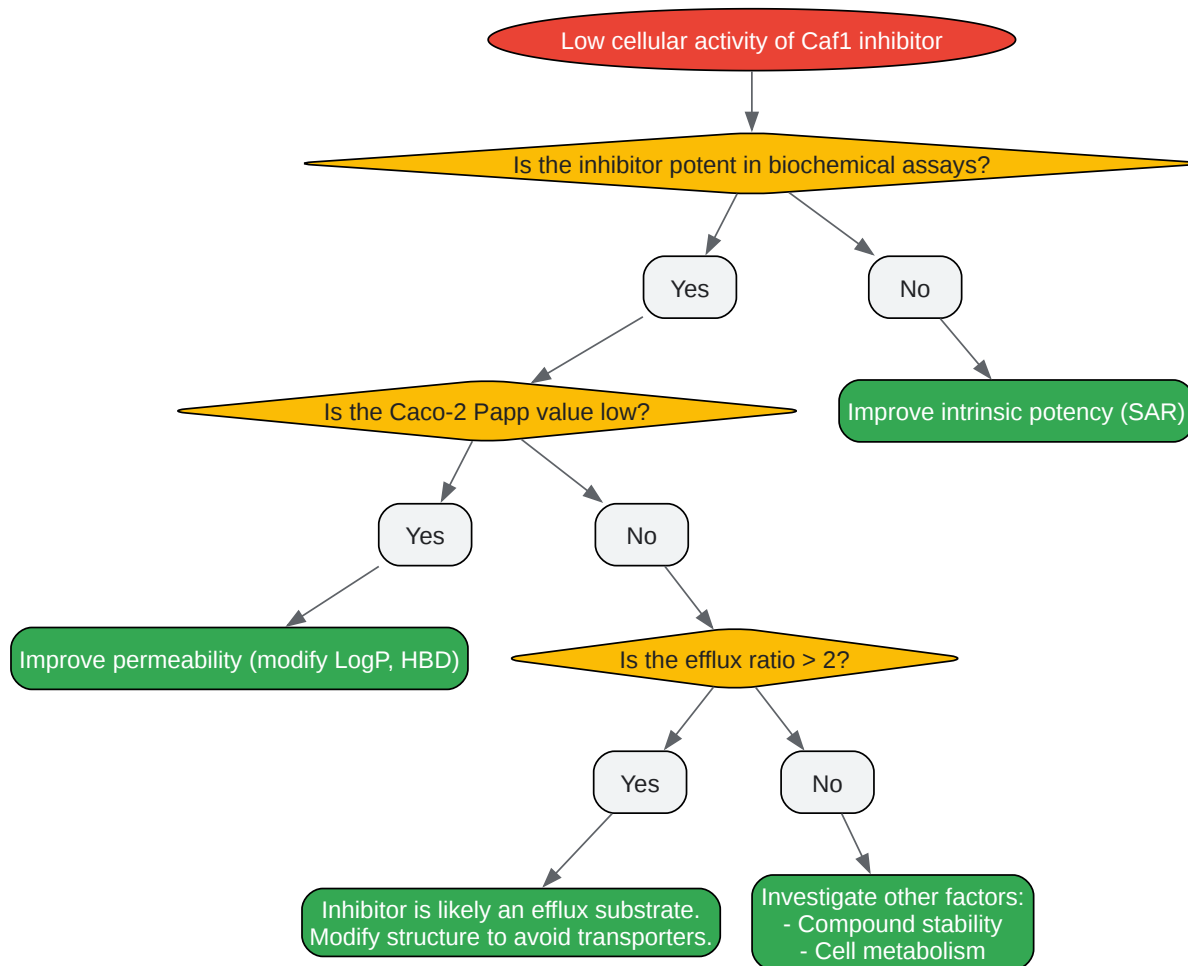 Low cellular activity of Caf1 inhibitor
Is the inhibitor potent in biochemical assays?
Yes
No
Is the Caco-2 Papp value low?
Improve intrinsic potency (SAR)
Yes
No
Improve permeability (modify LogP, HBD)
Is the efflux ratio > 2?
Yes
No
Inhibitor is likely an efflux substrate.
Modify structure to avoid transporters.
Investigate other factors:
- Compound stability
- Cell metabolism